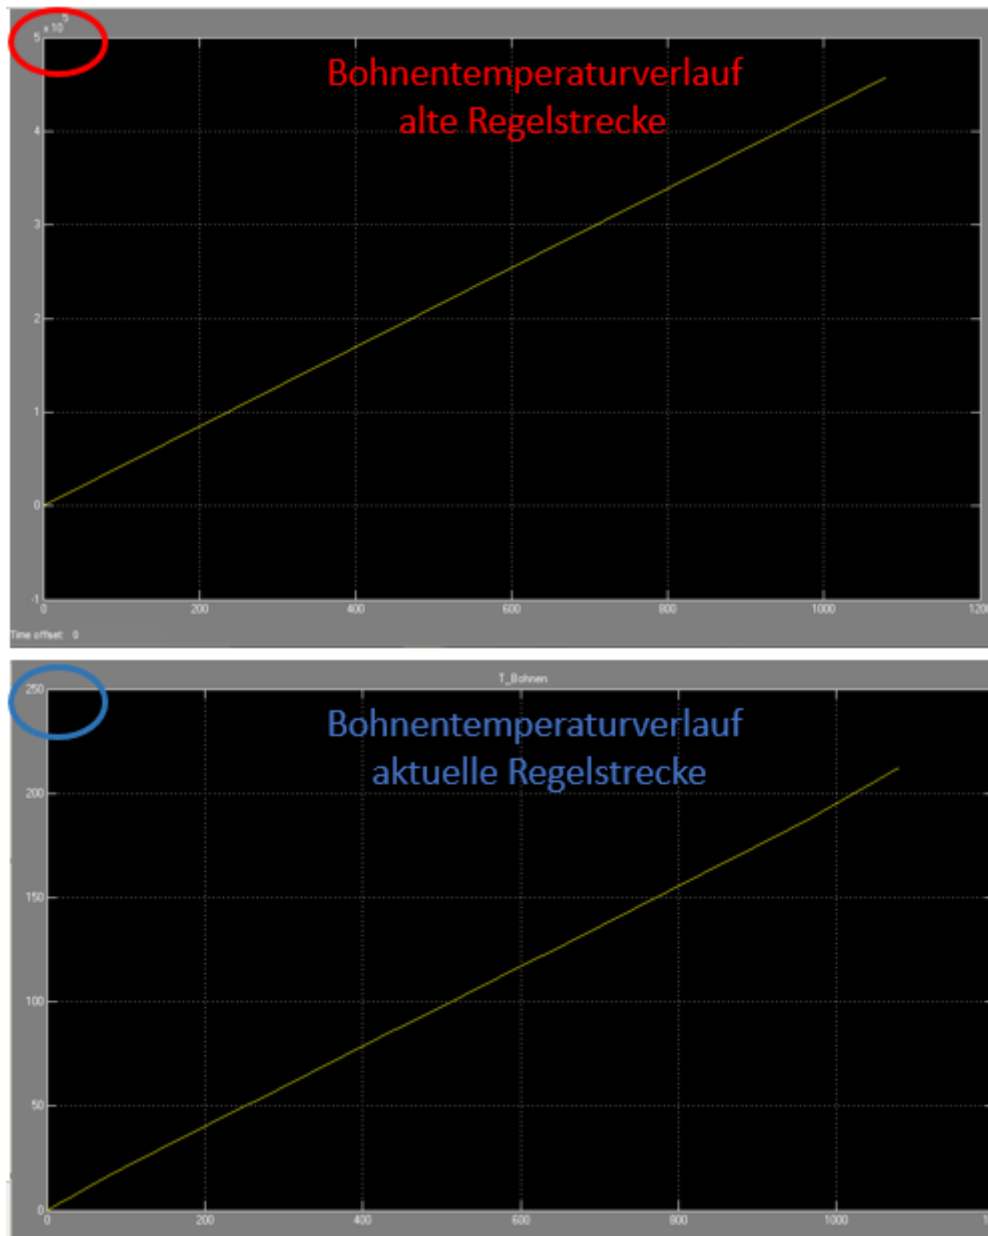 ×10^5
5
Bohnentemperaturverlauf
alte Regelstrecke
4
3
2
1
0
-1
0 200 400 600 800 1000 1200
Time offset: 0
T_Bohnen
250
Bohnentemperaturverlauf
aktuelle Regelstrecke
200
150
100
50
0
0 200 400 600 800 1000